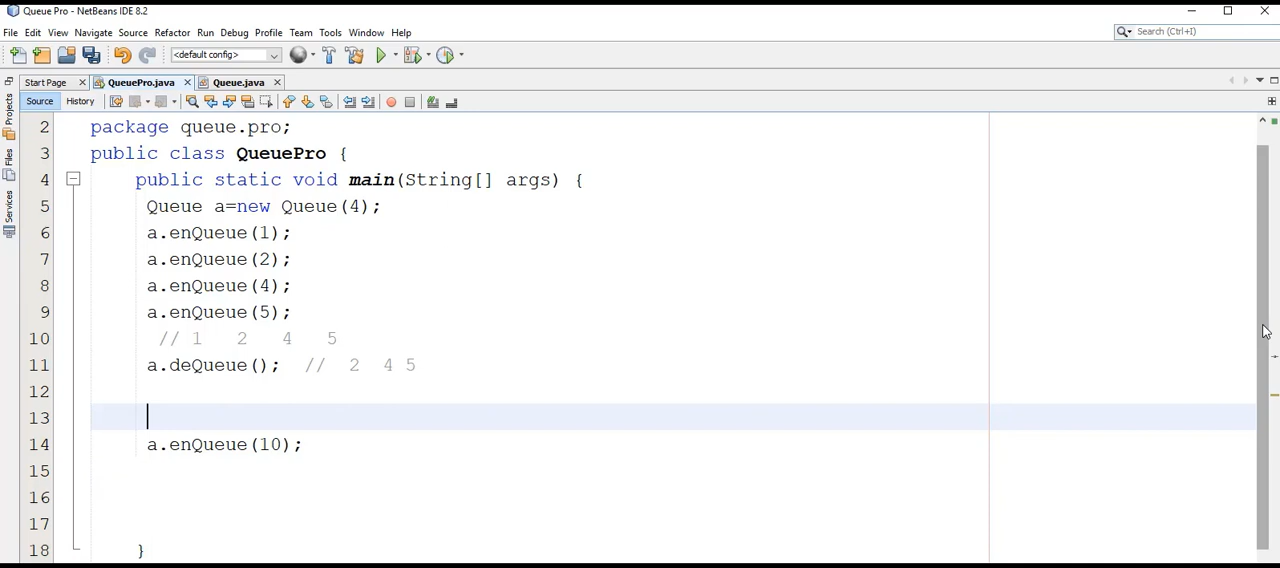 Queue Pro - NetBeans IDE 8.2
File Edit View Navigate Source Refactor Run Debug Profile Team Tools Window Help
Search (Ctrl+I)
<default config>
Start Page QueuePro.java Queue.java
Source History
Projects
Files
Services
2 package queue.pro;
3 public class QueuePro {
4 public static void main(String[] args) {
5 Queue a=new Queue(4);
6 a.enQueue(1);
7 a.enQueue(2);
8 a.enQueue(4);
9 a.enQueue(5);
10 // 1 2 4 5
11 a.deQueue(); // 2 4 5
12
13
14 a.enQueue(10);
15
16
17
18 }